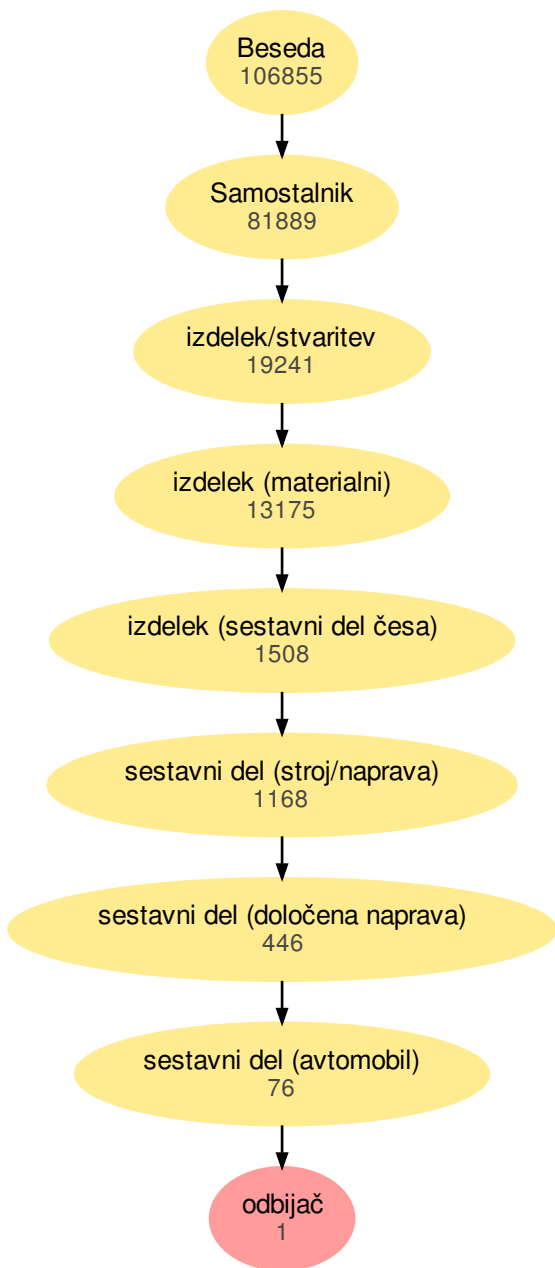 Beseda
106855
Samostalnik
81889
izdelek/stvaritev
19241
izdelek (materialni)
13175
izdelek (sestavni del česa)
1508
sestavni del (stroj/naprava)
1168
sestavni del (določena naprava)
446
sestavni del (avtomobil)
76
odbijač
1